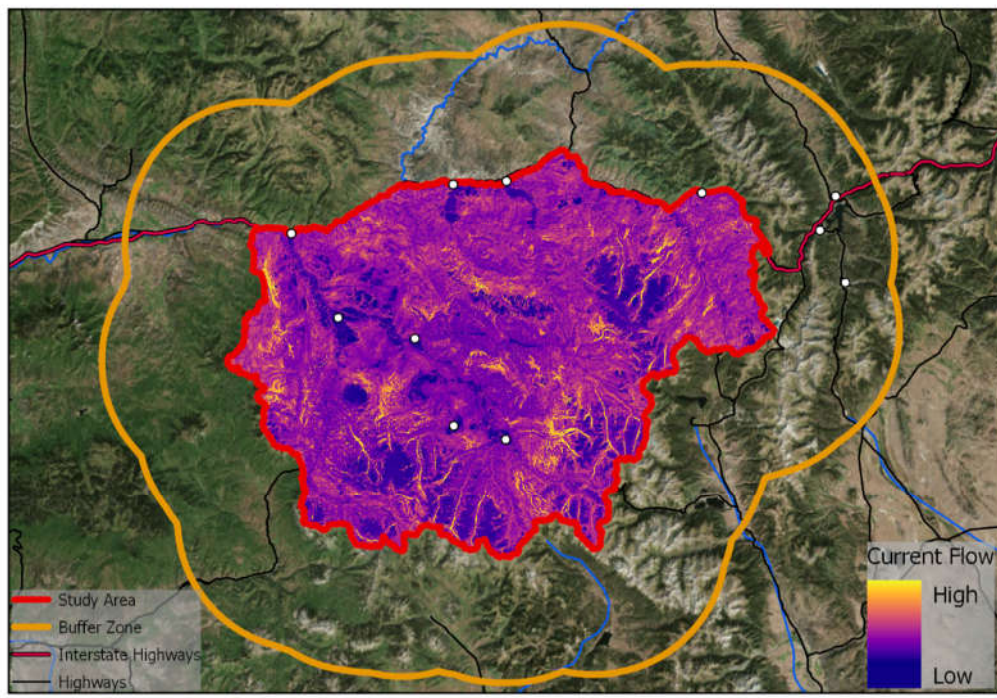 Study Area
Buffer Zone
Interstate Highways
Highways
Current Flow
High
Low